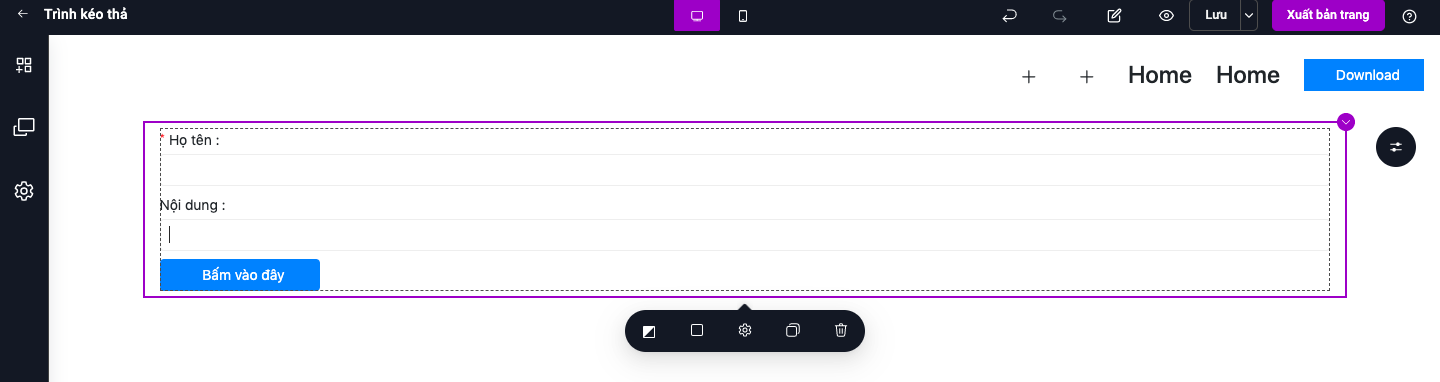 Trình kéo thả
Lưu
Xuất bản trang
Home Home Download
* Họ tên :
Nội dung :
Bấm vào đây